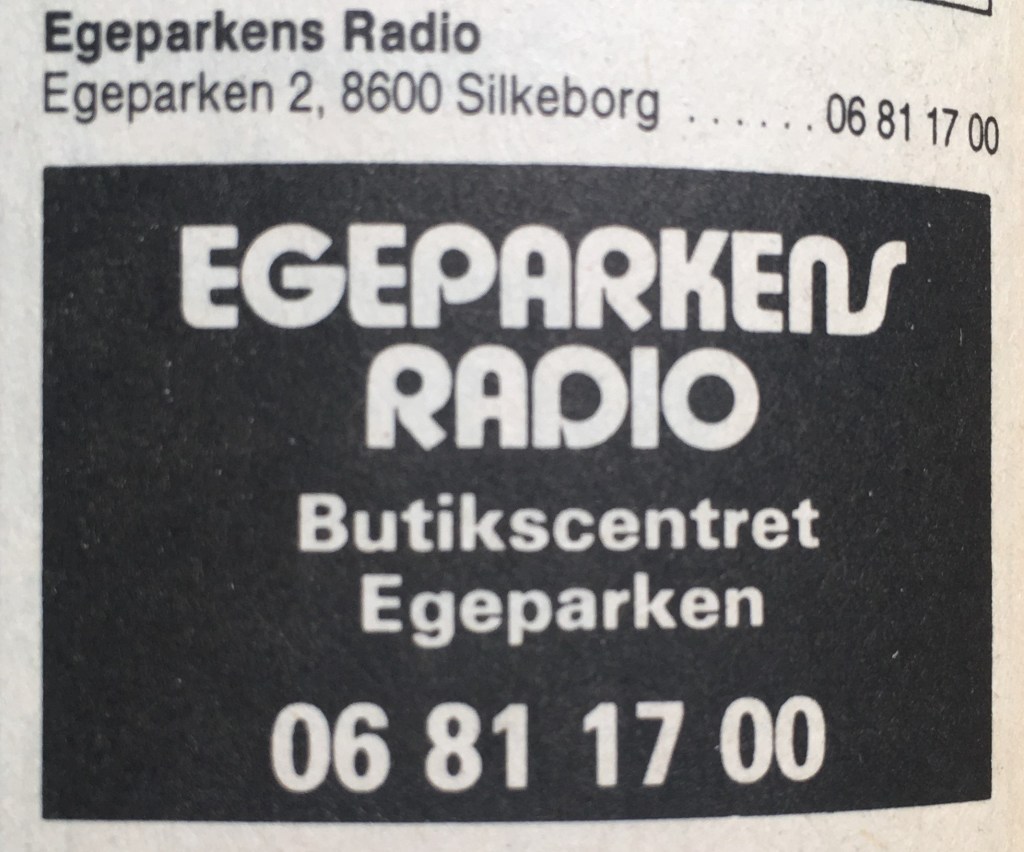 Egeparkens Radio
Egeparken 2, 8600 Silkeborg ...... 06 81 17 00
EGEPARKENS
RADIO
Butikscentret
Egeparken
06 81 17 00